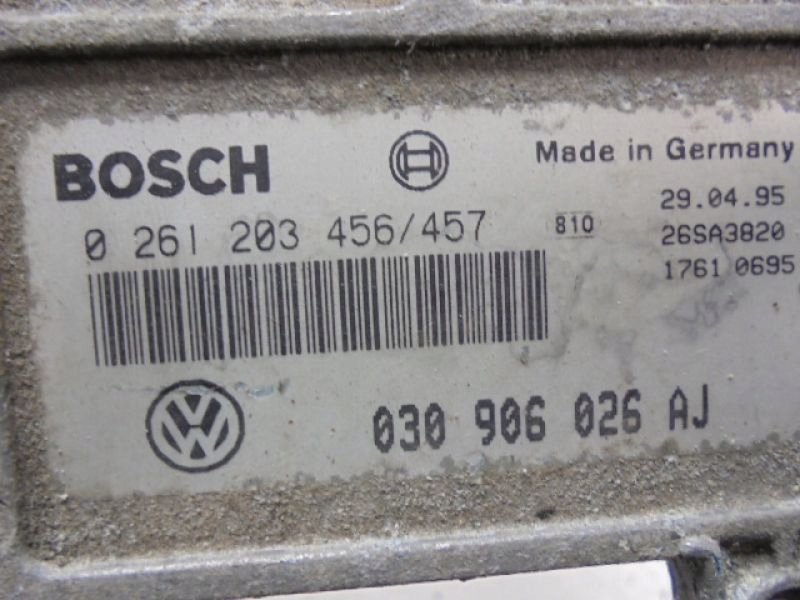 BOSCH
Made in Germany
0 261 203 456/457
810
29.04.95
26SA3820
1761 0695
VW
030 906 026 AJ